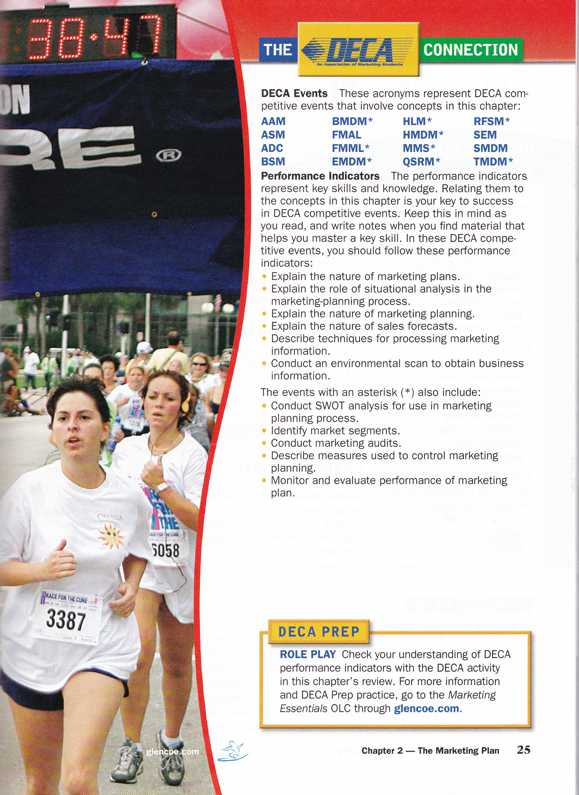 38:47
ON
RE®
6058
RACE FOR THE CURE
3387
glencoe.com
THE DECA CONNECTION
An Association of Marketing Students
DECA Events These acronyms represent DECA com-
petitive events that involve concepts in this chapter:
AAM BMDM* HLM* RFSM*
ASM FMAL HMDM* SEM
ADC FMML* MMS* SMDM
BSM EMDM* QSRM* TMDM*
Performance Indicators The performance indicators
represent key skills and knowledge. Relating them to
the concepts in this chapter is your key to success
in DECA competitive events. Keep this in mind as
you read, and write notes when you find material that
helps you master a key skill. In these DECA compe-
titive events, you should follow these performance
indicators:
• Explain the nature of marketing plans.
• Explain the role of situational analysis in the
marketing-planning process.
• Explain the nature of marketing planning.
• Explain the nature of sales forecasts.
• Describe techniques for processing marketing
information.
• Conduct an environmental scan to obtain business
information.
The events with an asterisk (*) also include:
• Conduct SWOT analysis for use in marketing
planning process.
• Identify market segments.
• Conduct marketing audits.
• Describe measures used to control marketing
planning.
• Monitor and evaluate performance of marketing
plan.
DECA PREP
ROLE PLAY Check your understanding of DECA
performance indicators with the DECA activity
in this chapter's review. For more information
and DECA Prep practice, go to the Marketing
Essentials OLC through glencoe.com.
Chapter 2 — The Marketing Plan 25